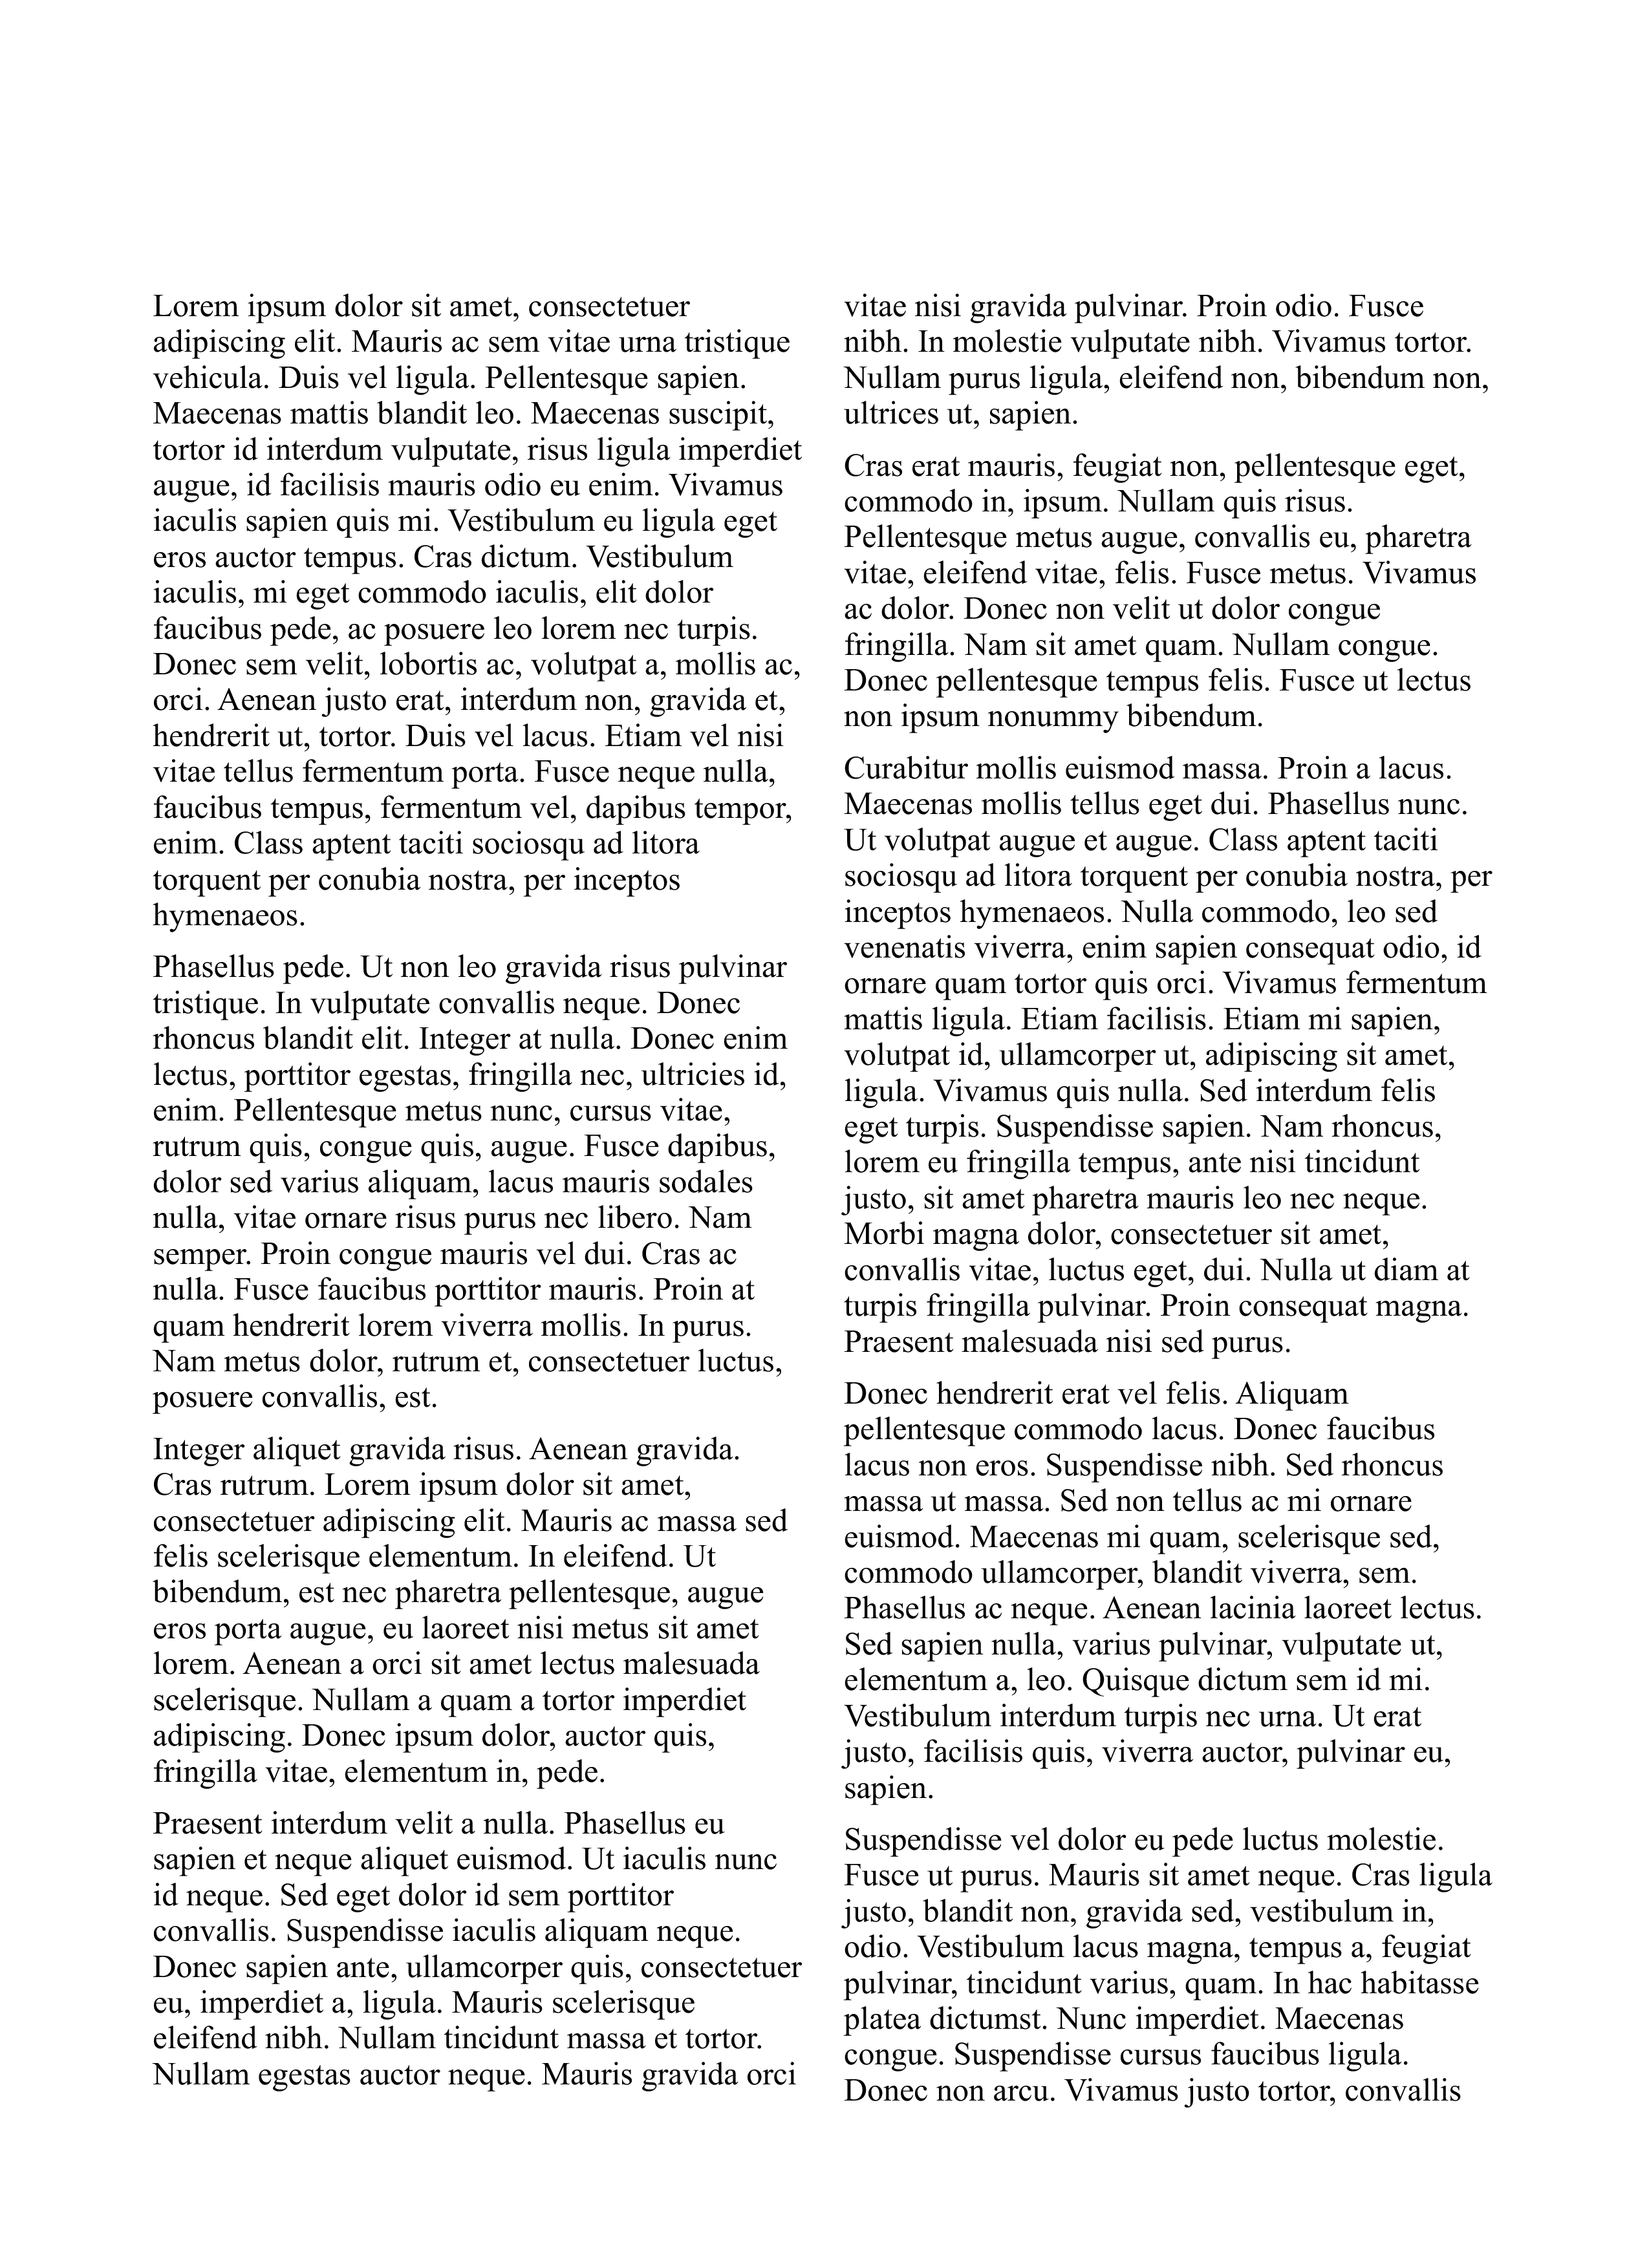 Lorem ipsum dolor sit amet, consectetuer
adipiscing elit. Mauris ac sem vitae urna tristique
vehicula. Duis vel ligula. Pellentesque sapien.
Maecenas mattis blandit leo. Maecenas suscipit,
tortor id interdum vulputate, risus ligula imperdiet
augue, id facilisis mauris odio eu enim. Vivamus
iaculis sapien quis mi. Vestibulum eu ligula eget
eros auctor tempus. Cras dictum. Vestibulum
iaculis, mi eget commodo iaculis, elit dolor
faucibus pede, ac posuere leo lorem nec turpis.
Donec sem velit, lobortis ac, volutpat a, mollis ac,
orci. Aenean justo erat, interdum non, gravida et,
hendrerit ut, tortor. Duis vel lacus. Etiam vel nisi
vitae tellus fermentum porta. Fusce neque nulla,
faucibus tempus, fermentum vel, dapibus tempor,
enim. Class aptent taciti sociosqu ad litora
torquent per conubia nostra, per inceptos
hymenaeos.
Phasellus pede. Ut non leo gravida risus pulvinar
tristique. In vulputate convallis neque. Donec
rhoncus blandit elit. Integer at nulla. Donec enim
lectus, porttitor egestas, fringilla nec, ultricies id,
enim. Pellentesque metus nunc, cursus vitae,
rutrum quis, congue quis, augue. Fusce dapibus,
dolor sed varius aliquam, lacus mauris sodales
nulla, vitae ornare risus purus nec libero. Nam
semper. Proin congue mauris vel dui. Cras ac
nulla. Fusce faucibus porttitor mauris. Proin at
quam hendrerit lorem viverra mollis. In purus.
Nam metus dolor, rutrum et, consectetuer luctus,
posuere convallis, est.
Integer aliquet gravida risus. Aenean gravida.
Cras rutrum. Lorem ipsum dolor sit amet,
consectetuer adipiscing elit. Mauris ac massa sed
felis scelerisque elementum. In eleifend. Ut
bibendum, est nec pharetra pellentesque, augue
eros porta augue, eu laoreet nisi metus sit amet
lorem. Aenean a orci sit amet lectus malesuada
scelerisque. Nullam a quam a tortor imperdiet
adipiscing. Donec ipsum dolor, auctor quis,
fringilla vitae, elementum in, pede.
Praesent interdum velit a nulla. Phasellus eu
sapien et neque aliquet euismod. Ut iaculis nunc
id neque. Sed eget dolor id sem porttitor
convallis. Suspendisse iaculis aliquam neque.
Donec sapien ante, ullamcorper quis, consectetuer
eu, imperdiet a, ligula. Mauris scelerisque
eleifend nibh. Nullam tincidunt massa et tortor.
Nullam egestas auctor neque. Mauris gravida orci
vitae nisi gravida pulvinar. Proin odio. Fusce
nibh. In molestie vulputate nibh. Vivamus tortor.
Nullam purus ligula, eleifend non, bibendum non,
ultrices ut, sapien.
Cras erat mauris, feugiat non, pellentesque eget,
commodo in, ipsum. Nullam quis risus.
Pellentesque metus augue, convallis eu, pharetra
vitae, eleifend vitae, felis. Fusce metus. Vivamus
ac dolor. Donec non velit ut dolor congue
fringilla. Nam sit amet quam. Nullam congue.
Donec pellentesque tempus felis. Fusce ut lectus
non ipsum nonummy bibendum.
Curabitur mollis euismod massa. Proin a lacus.
Maecenas mollis tellus eget dui. Phasellus nunc.
Ut volutpat augue et augue. Class aptent taciti
sociosqu ad litora torquent per conubia nostra, per
inceptos hymenaeos. Nulla commodo, leo sed
venenatis viverra, enim sapien consequat odio, id
ornare quam tortor quis orci. Vivamus fermentum
mattis ligula. Etiam facilisis. Etiam mi sapien,
volutpat id, ullamcorper ut, adipiscing sit amet,
ligula. Vivamus quis nulla. Sed interdum felis
eget turpis. Suspendisse sapien. Nam rhoncus,
lorem eu fringilla tempus, ante nisi tincidunt
justo, sit amet pharetra mauris leo nec neque.
Morbi magna dolor, consectetuer sit amet,
convallis vitae, luctus eget, dui. Nulla ut diam at
turpis fringilla pulvinar. Proin consequat magna.
Praesent malesuada nisi sed purus.
Donec hendrerit erat vel felis. Aliquam
pellentesque commodo lacus. Donec faucibus
lacus non eros. Suspendisse nibh. Sed rhoncus
massa ut massa. Sed non tellus ac mi ornare
euismod. Maecenas mi quam, scelerisque sed,
commodo ullamcorper, blandit viverra, sem.
Phasellus ac neque. Aenean lacinia laoreet lectus.
Sed sapien nulla, varius pulvinar, vulputate ut,
elementum a, leo. Quisque dictum sem id mi.
Vestibulum interdum turpis nec urna. Ut erat
justo, facilisis quis, viverra auctor, pulvinar eu,
sapien.
Suspendisse vel dolor eu pede luctus molestie.
Fusce ut purus. Mauris sit amet neque. Cras ligula
justo, blandit non, gravida sed, vestibulum in,
odio. Vestibulum lacus magna, tempus a, feugiat
pulvinar, tincidunt varius, quam. In hac habitasse
platea dictumst. Nunc imperdiet. Maecenas
congue. Suspendisse cursus faucibus ligula.
Donec non arcu. Vivamus justo tortor, convallis